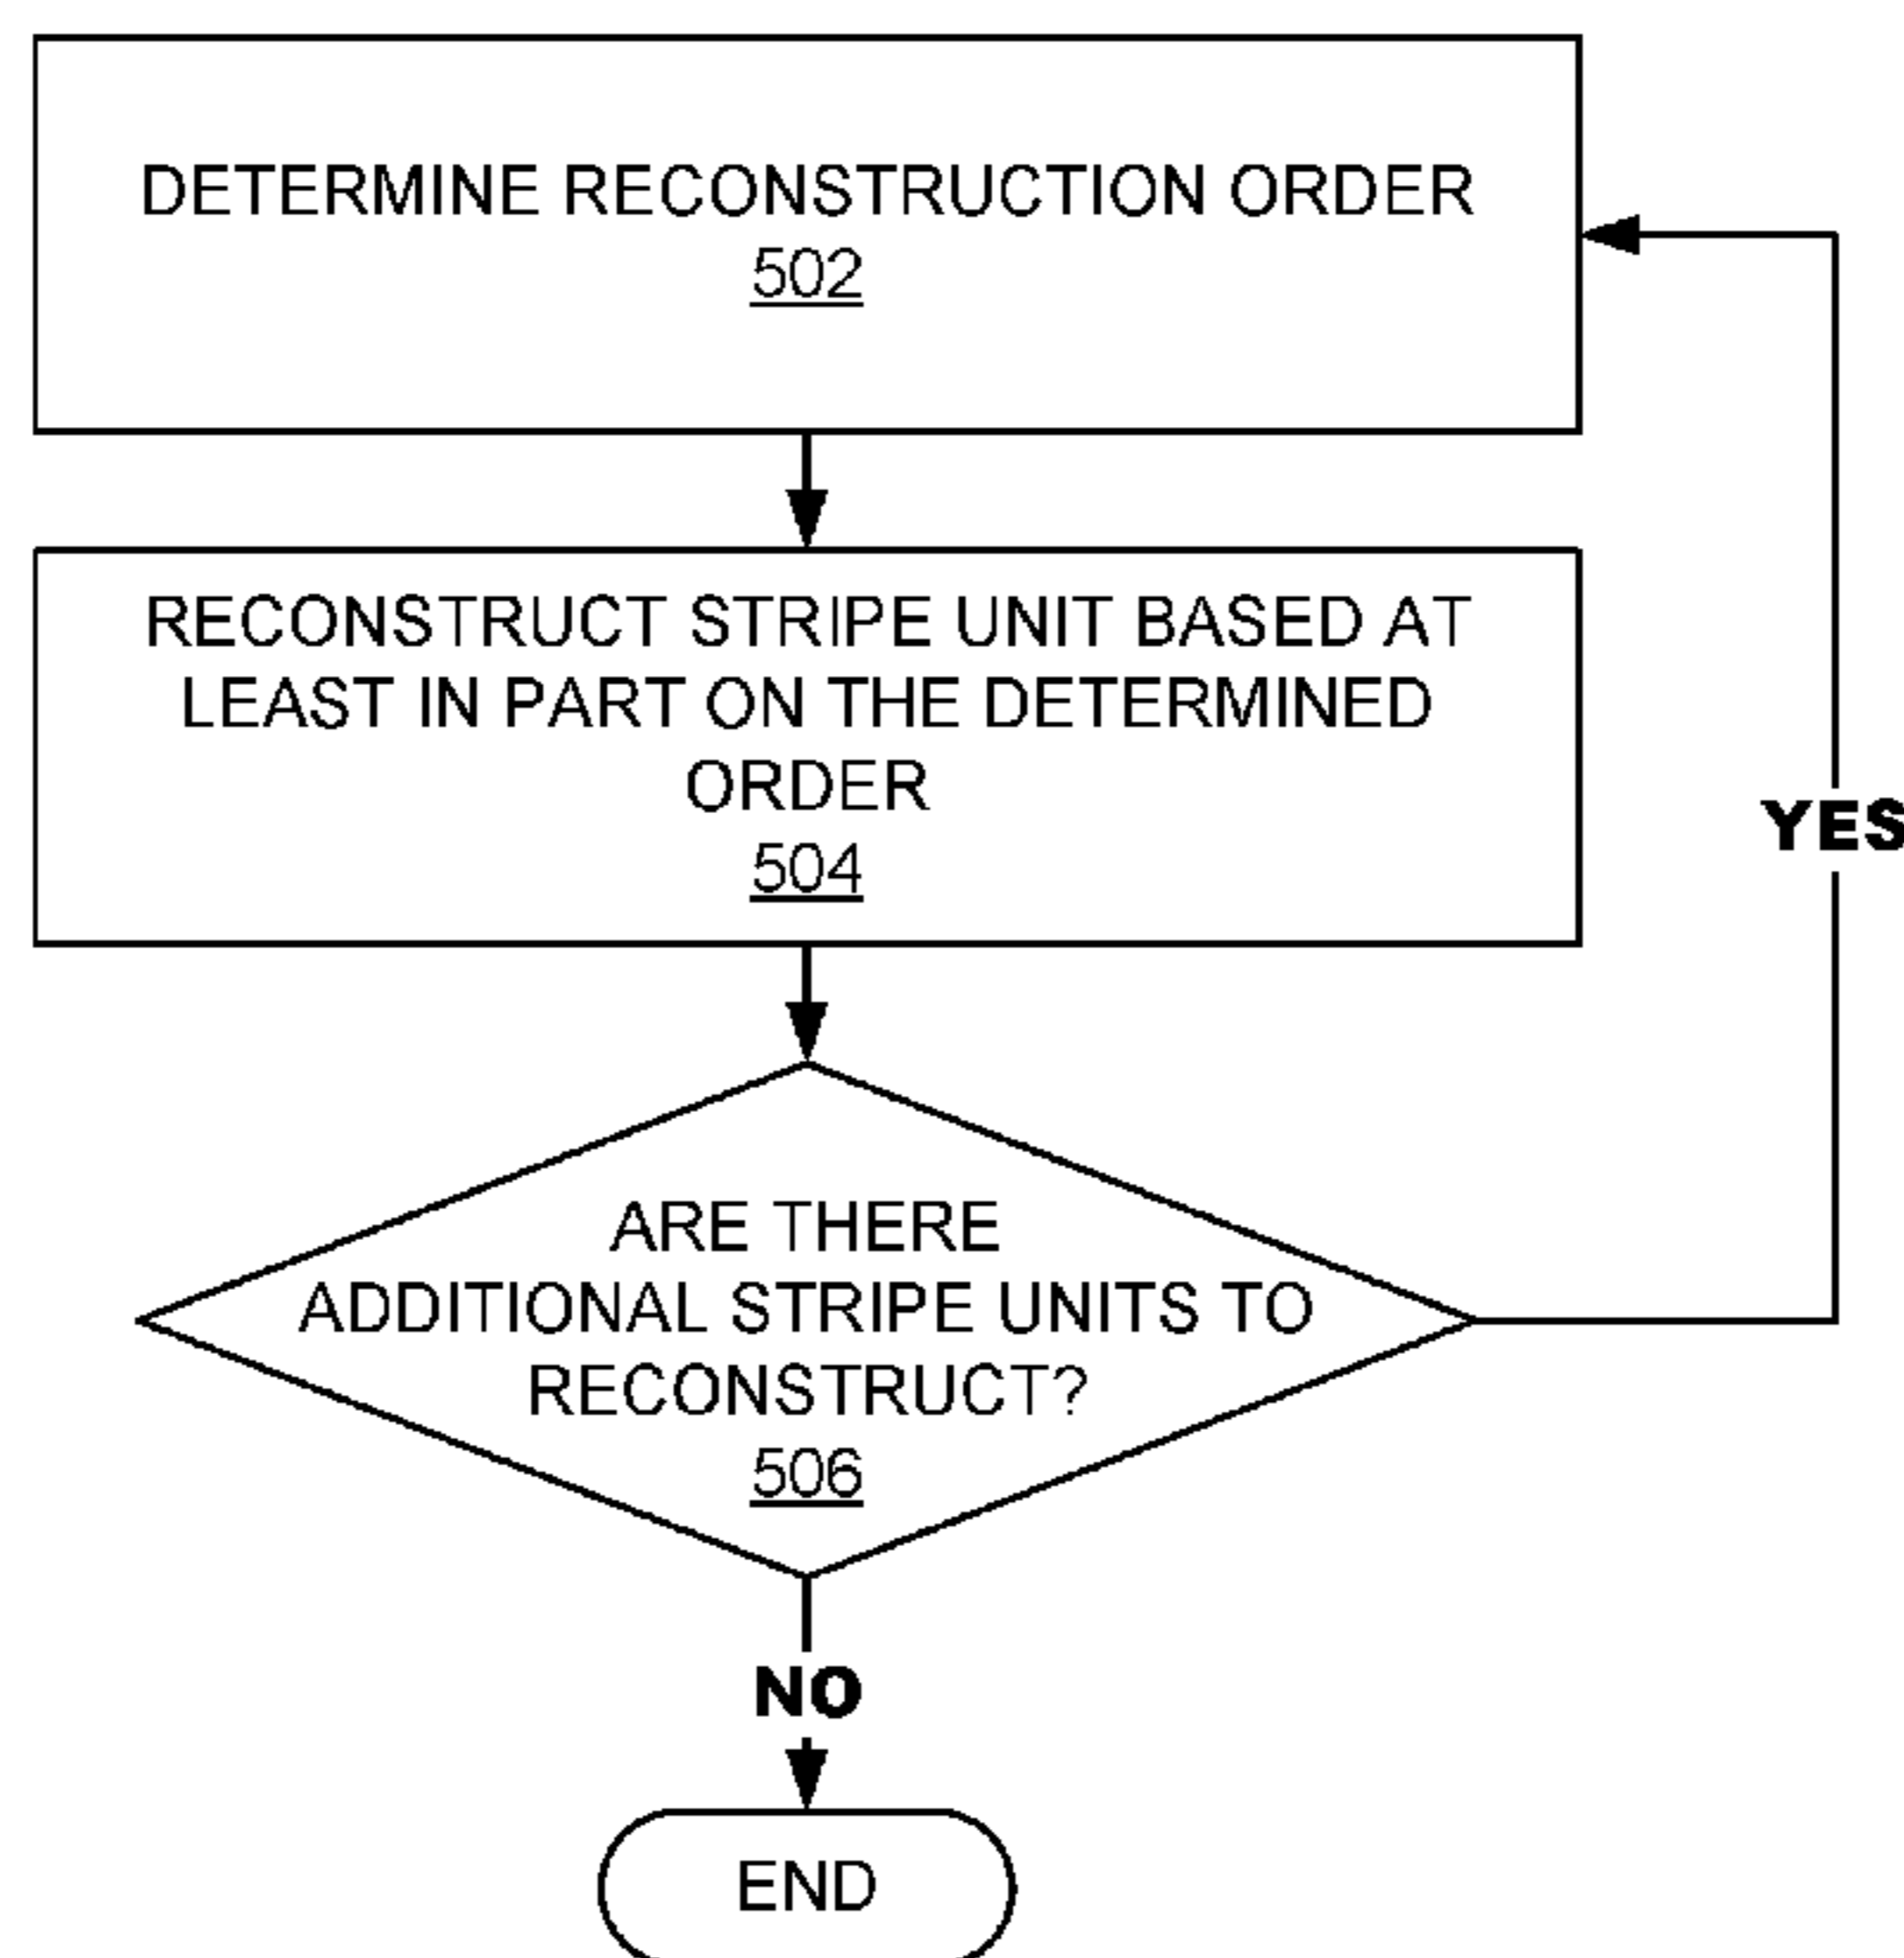 DETERMINE RECONSTRUCTION ORDER
502
RECONSTRUCT STRIPE UNIT BASED AT
LEAST IN PART ON THE DETERMINED
ORDER
504
YES
ARE THERE
ADDITIONAL STRIPE UNITS TO
RECONSTRUCT?
506
NO
END